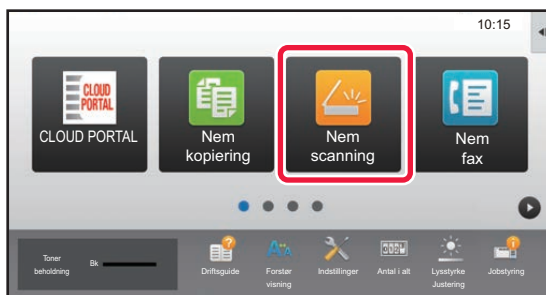 10:15
CLOUD
PORTAL
CLOUD PORTAL
Nem
kopiering
Nem
scanning
Nem
fax
Toner
beholdning
Bk
Driftsguide
Forstør
visning
Indstillinger
Antal i alt
Lysstyrke
Justering
Jobstyring